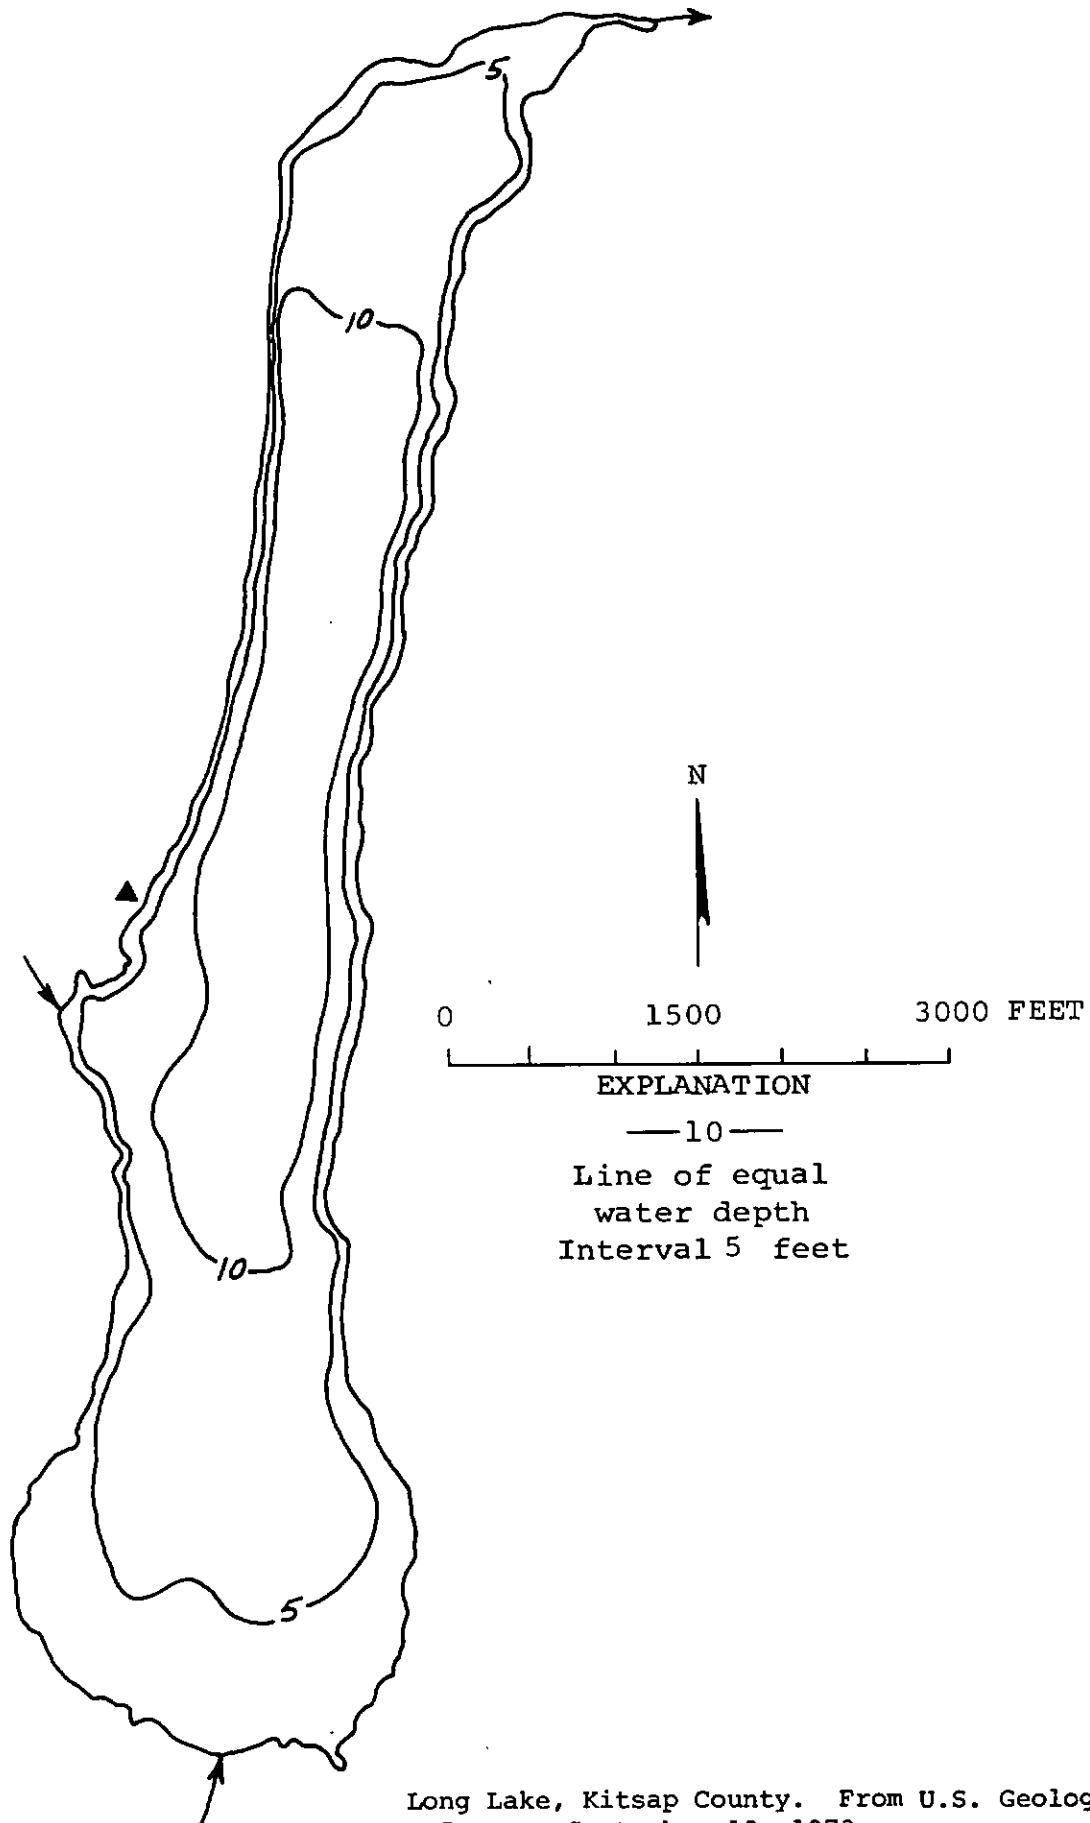 5
10
N
0 1500 3000 FEET
EXPLANATION
10
Line of equal
water depth
Interval 5 feet
10
5
Long Lake, Kitsap County. From U.S. Geolog